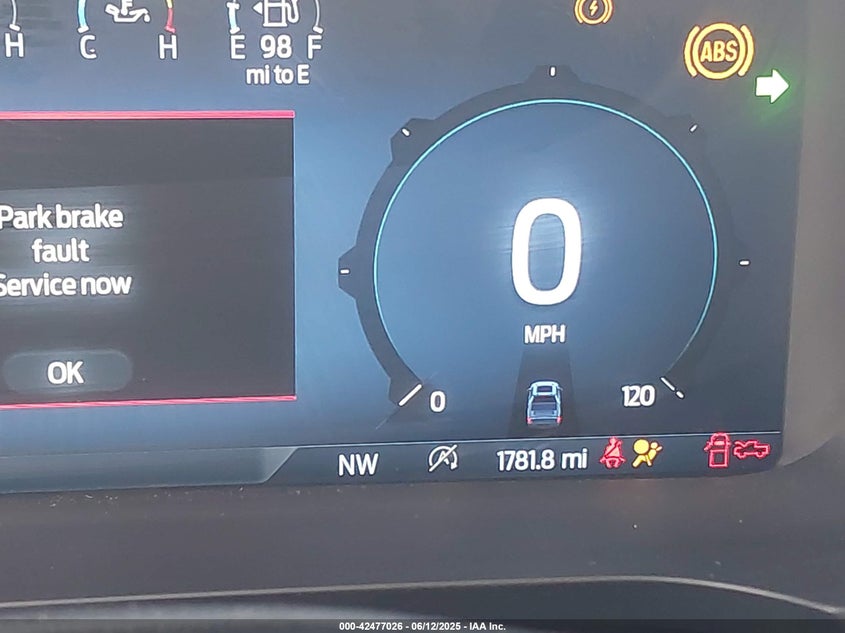 H
C
H
E 98 F
mi to E
ABS
Park brake
fault
Service now
OK
0
MPH
0
120
NW
1781.8 mi
000-42477026 - 06/12/2025 - IAA Inc.